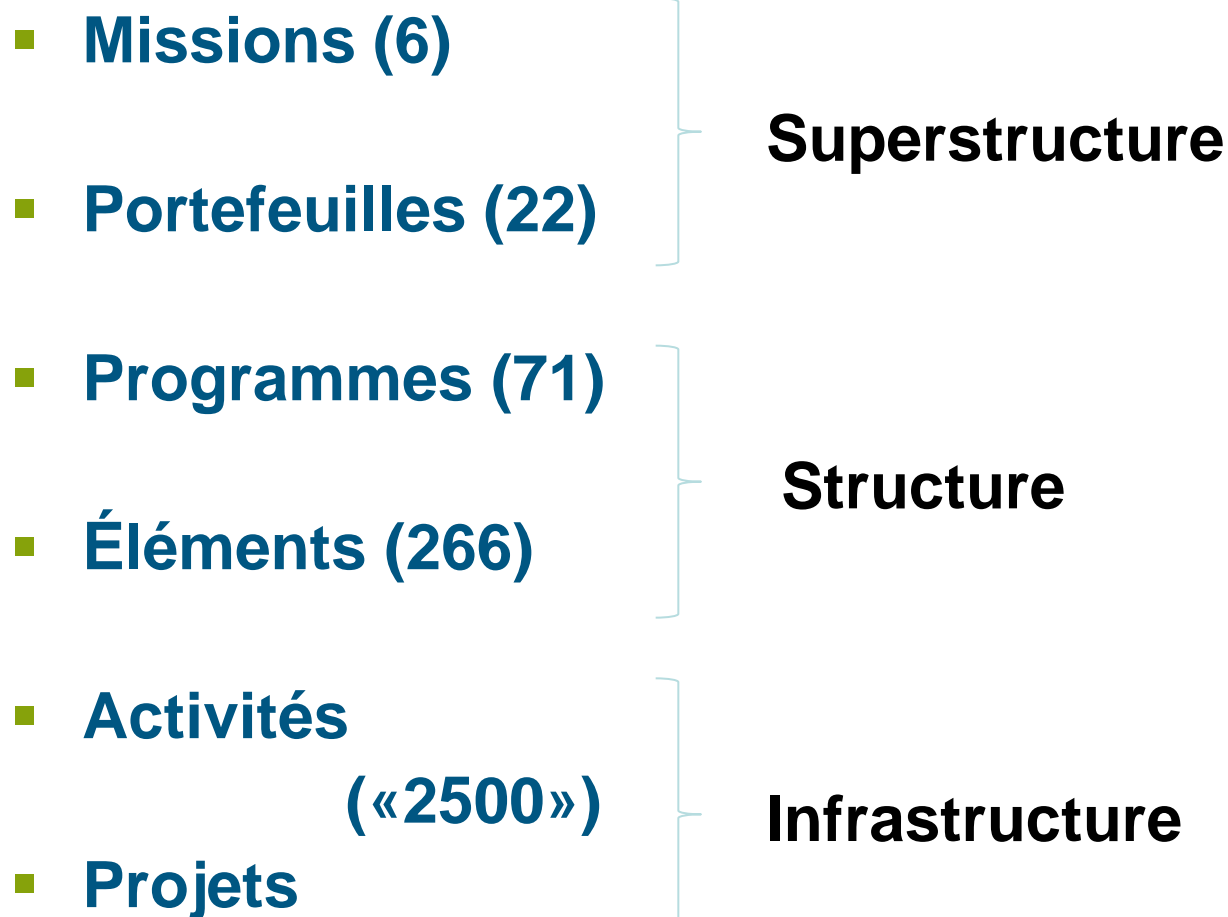 Missions (6)
Superstructure
Portefeuilles (22)
Programmes (71)
Structure
Éléments (266)
Activités
(«2500»)
Infrastructure
Projets